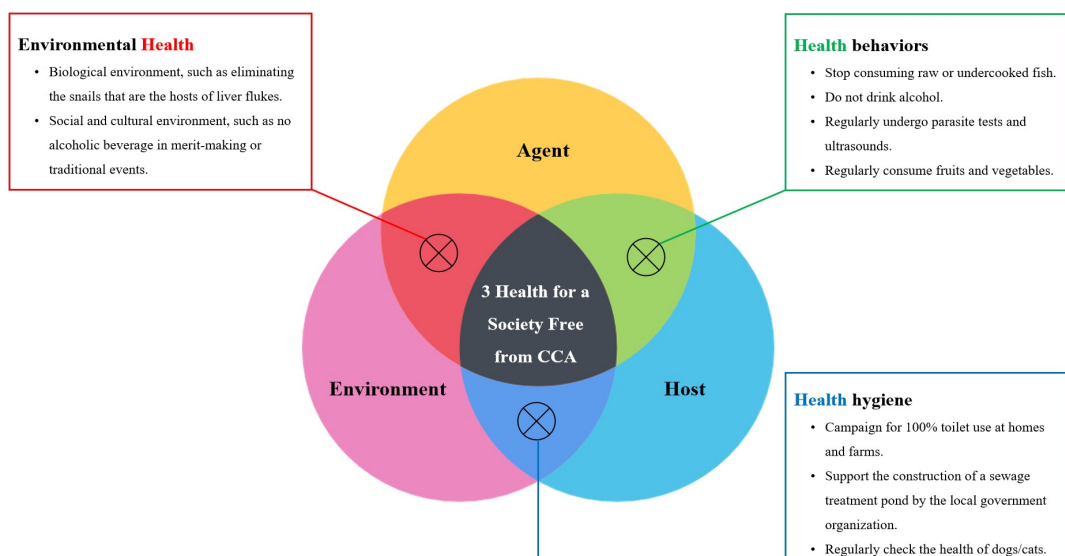 Environmental Health
• Biological environment, such as eliminating
the snails that are the hosts of liver flukes.
• Social and cultural environment, such as no
alcoholic beverage in merit-making or
traditional events.
Health behaviors
• Stop consuming raw or undercooked fish.
• Do not drink alcohol.
• Regularly undergo parasite tests and
ultrasounds.
• Regularly consume fruits and vegetables.
Agent
3 Health for a
Society Free
from CCA
Environment
Host
Health hygiene
• Campaign for 100% toilet use at homes
and farms.
• Support the construction of a sewage
treatment pond by the local government
organization.
• Regularly check the health of dogs/cats.